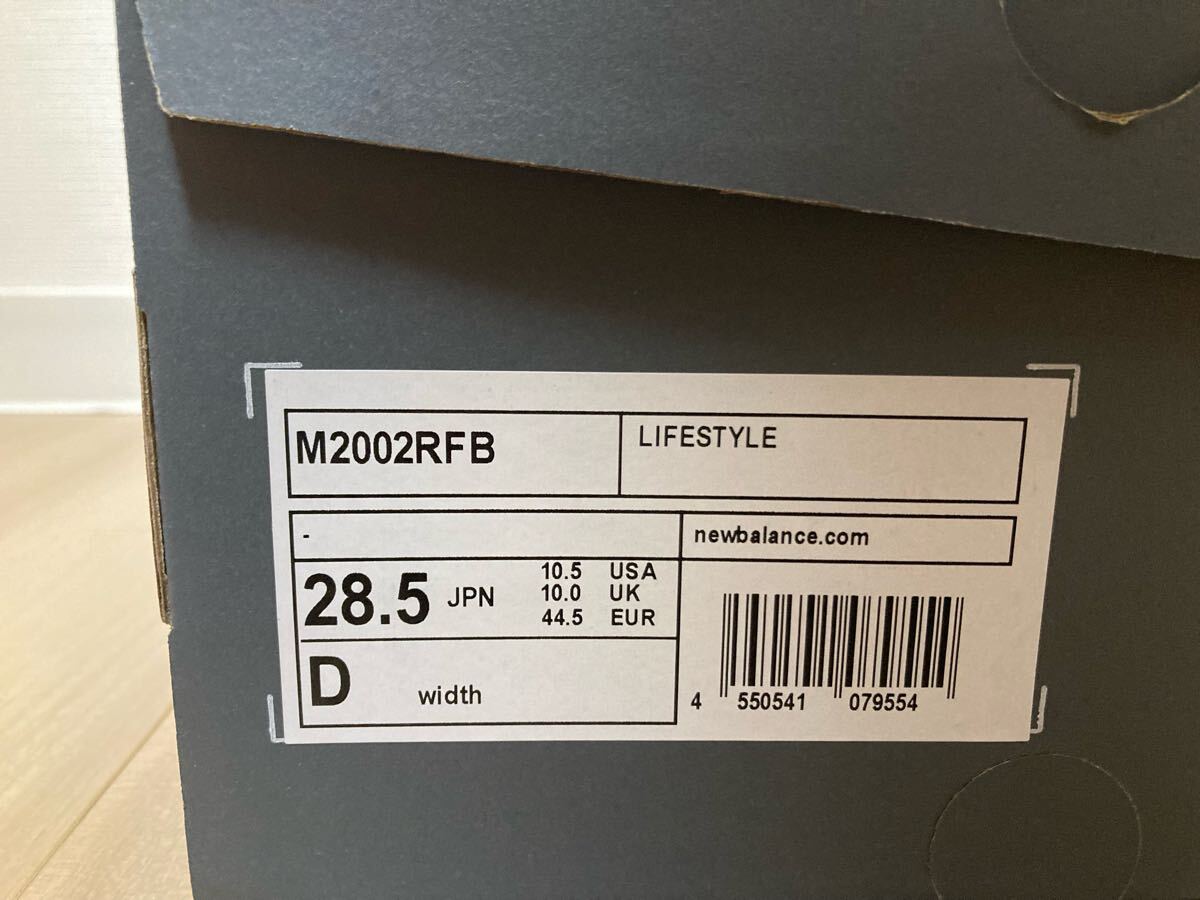 M2002RFB
LIFESTYLE
-
newbalance.com
28.5 JPN
10.5 USA
10.0 UK
44.5 EUR
D width
4 550541 079554